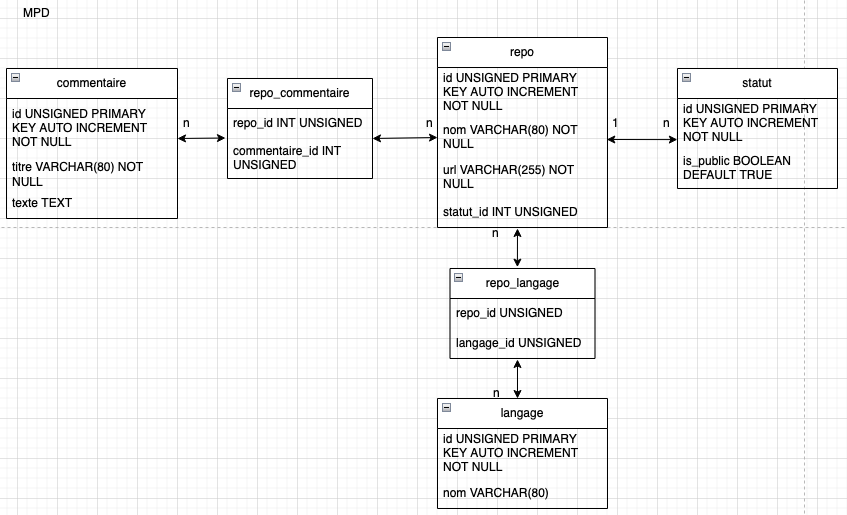 MPD
commentaire
id UNSIGNED PRIMARY
KEY AUTO INCREMENT
NOT NULL
titre VARCHAR(80) NOT
NULL
texte TEXT
n
repo_commentaire
repo_id INT UNSIGNED
commentaire_id INT
UNSIGNED
n
repo
id UNSIGNED PRIMARY
KEY AUTO INCREMENT
NOT NULL
nom VARCHAR(80) NOT
NULL
url VARCHAR(255) NOT
NULL
statut_id INT UNSIGNED
1
n
statut
id UNSIGNED PRIMARY
KEY AUTO INCREMENT
NOT NULL
is_public BOOLEAN
DEFAULT TRUE
n
repo_langage
repo_id UNSIGNED
langage_id UNSIGNED
n
langage
id UNSIGNED PRIMARY
KEY AUTO INCREMENT
NOT NULL
nom VARCHAR(80)